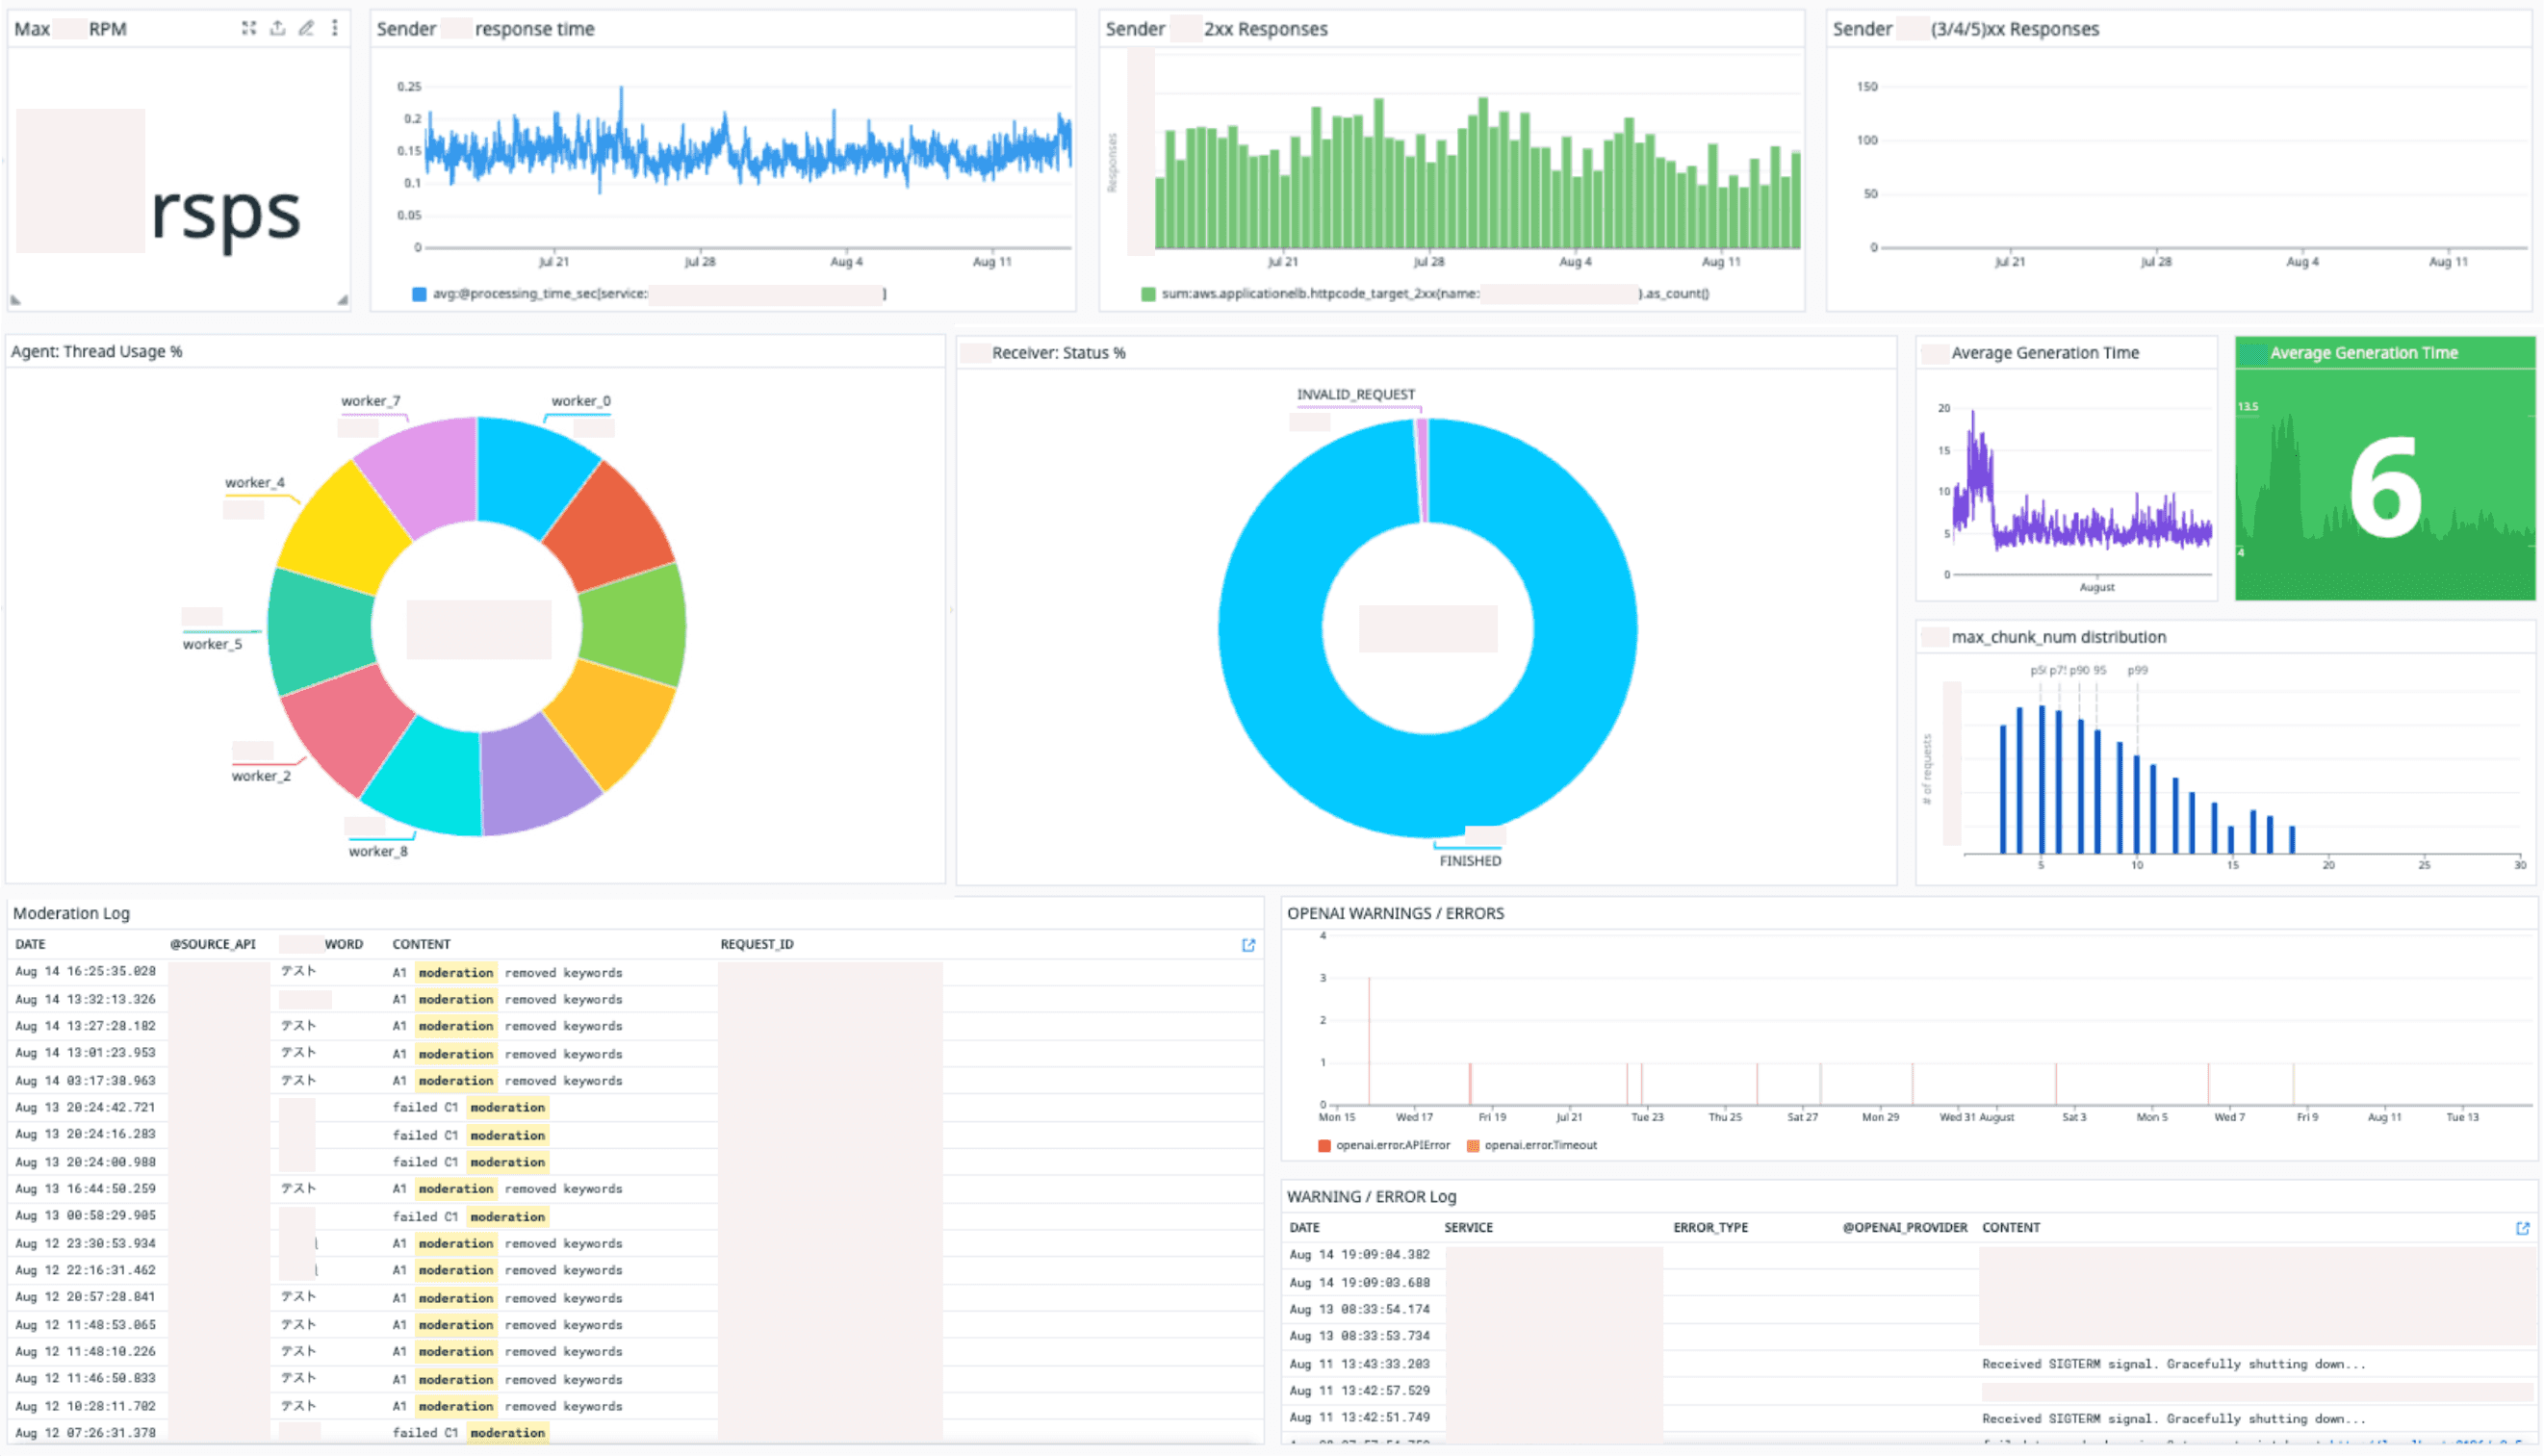 Max RPM
rsps
Sender response time
0.25
0.2
0.15
0.1
0.05
0
Jul 21 Jul 28 Aug 4 Aug 11
avg:@processing_time_sec{service: }
Sender 2xx Responses
Responses
Jul 21 Jul 28 Aug 4 Aug 11
sum:aws.applicationelb.httpcode_target_2xx{name: }.as_count()
Sender (3/4/5)xx Responses
150
100
50
0
Jul 21 Jul 28 Aug 4 Aug 11
Agent: Thread Usage %
worker_7
worker_0
worker_4
worker_5
worker_2
worker_8
Receiver: Status %
INVALID_REQUEST
FINISHED
Average Generation Time
20
15
10
5
0
August
Average Generation Time
13.5
6
4
max_chunk_num distribution
p90 95 p99
# of requests
5 10 15 20 25 30
Moderation Log
DATE @SOURCE_API WORD CONTENT REQUEST_ID
Aug 14 16:25:35.028 テスト A1 moderation removed keywords
Aug 14 13:32:13.326 A1 moderation removed keywords
Aug 14 13:27:28.182 テスト A1 moderation removed keywords
Aug 14 13:01:23.953 テスト A1 moderation removed keywords
Aug 14 03:17:38.963 テスト A1 moderation removed keywords
Aug 13 20:24:42.721 failed C1 moderation
Aug 13 20:24:16.283 failed C1 moderation
Aug 13 20:24:00.988 failed C1 moderation
Aug 13 16:44:50.259 テスト A1 moderation removed keywords
Aug 13 00:58:29.905 failed C1 moderation
Aug 12 23:30:53.934 A1 moderation removed keywords
Aug 12 22:16:31.462 A1 moderation removed keywords
Aug 12 20:57:28.841 テスト A1 moderation removed keywords
Aug 12 11:48:53.065 テスト A1 moderation removed keywords
Aug 12 11:48:10.226 テスト A1 moderation removed keywords
Aug 12 11:46:50.833 テスト A1 moderation removed keywords
Aug 12 10:28:11.702 テスト A1 moderation removed keywords
Aug 12 07:26:31.378 failed C1 moderation
OPENAI WARNINGS / ERRORS
4
3
2
1
0
Mon 15 Wed 17 Fri 19 Jul 21 Tue 23 Thu 25 Sat 27 Mon 29 Wed 31 August Sat 3 Mon 5 Wed 7 Fri 9 Aug 11 Tue 13
openai.error.APIError openai.error.Timeout
WARNING / ERROR Log
DATE SERVICE ERROR_TYPE @OPENAI_PROVIDER CONTENT
Aug 14 19:09:04.382
Aug 14 19:09:03.688
Aug 13 08:33:54.174
Aug 13 08:33:53.734
Aug 11 13:43:33.203 Received SIGTERM signal. Gracefully shutting down...
Aug 11 13:42:57.529
Aug 11 13:42:51.749 Received SIGTERM signal. Gracefully shutting down...